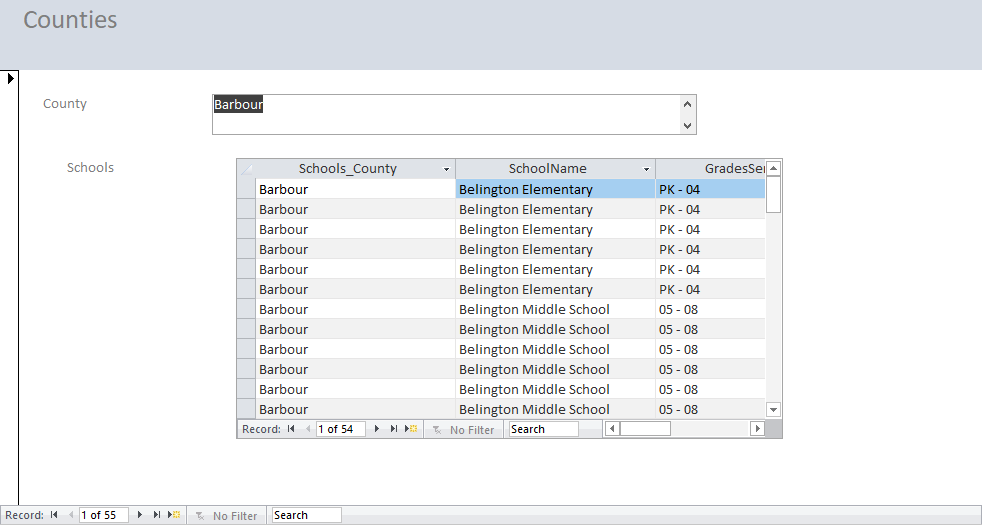 Counties
County Barbour
Schools Schools_County SchoolName GradesSer
Barbour Belington Elementary PK - 04
Barbour Belington Elementary PK - 04
Barbour Belington Elementary PK - 04
Barbour Belington Elementary PK - 04
Barbour Belington Elementary PK - 04
Barbour Belington Elementary PK - 04
Barbour Belington Middle School 05 - 08
Barbour Belington Middle School 05 - 08
Barbour Belington Middle School 05 - 08
Barbour Belington Middle School 05 - 08
Barbour Belington Middle School 05 - 08
Barbour Belington Middle School 05 - 08
Record: 1 of 54 No Filter Search
Record: 1 of 55 No Filter Search